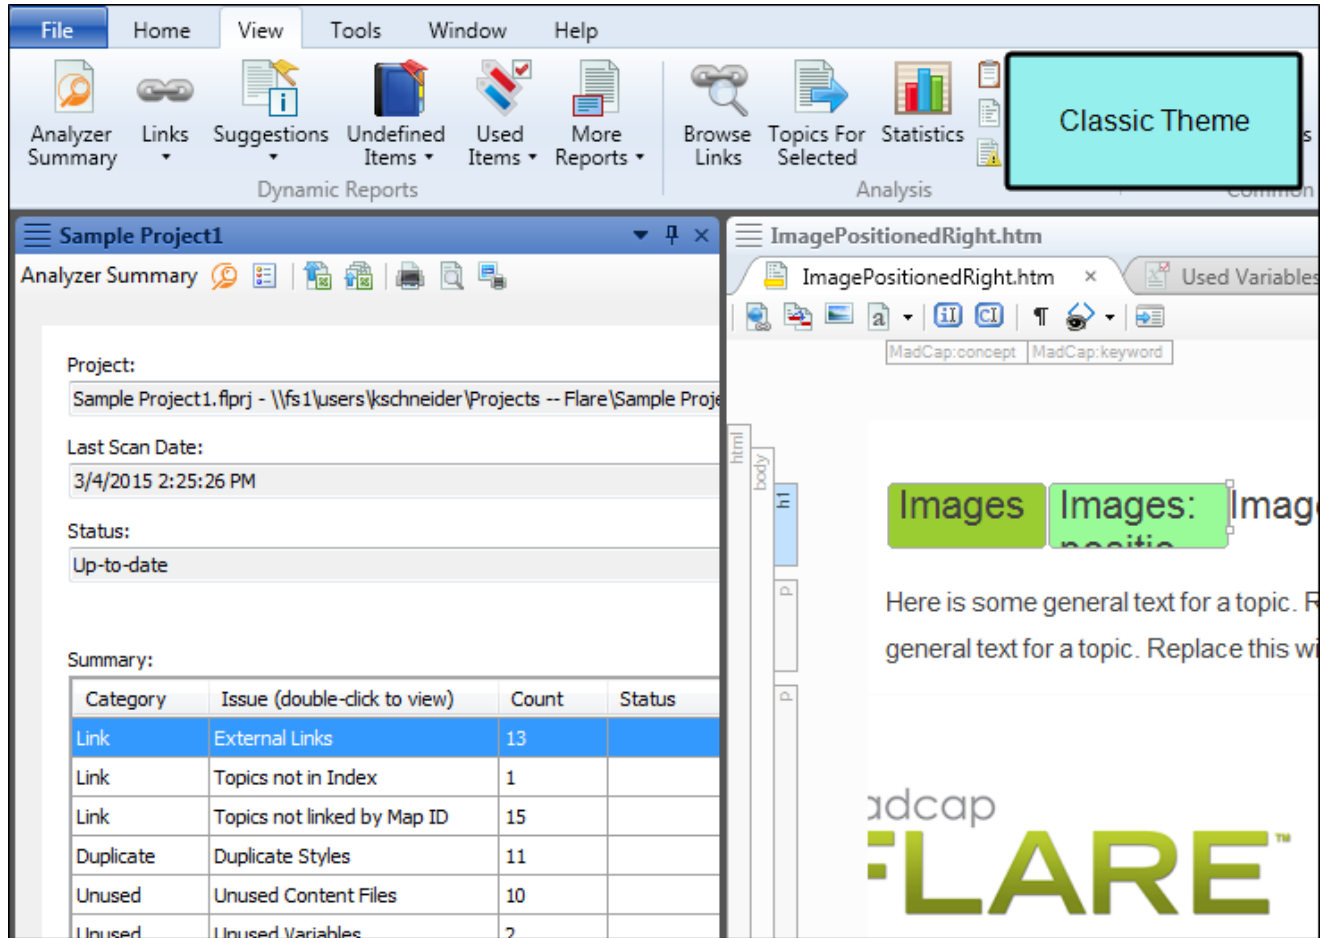 File Home View Tools Window Help
Analyzer Summary
Links
Suggestions
Undefined Items
Used Items
More Reports
Browse Links
Topics For Selected
Statistics
Classic Theme
Dynamic Reports
Analysis
Common
Sample Project1
Analyzer Summary
Project:
Sample Project1.flprj - \\fs1\users\kschneider\Projects -- Flare\Sample
Last Scan Date:
3/4/2015 2:25:26 PM
Status:
Up-to-date
Summary:
Category Issue (double-click to view) Count Status
Link External Links 13
Link Topics not in Index 1
Link Topics not linked by Map ID 15
Duplicate Duplicate Styles 11
Unused Unused Content Files 10
Unused Unused Variables 2
ImagePositionedRight.htm
ImagePositionedRight.htm
Used Variables
MadCap:concept MadCap:keyword
html
body
h1
p
p
Images
Images:
Here is some general text for a topic.
general text for a topic. Replace this
adcap
FLARE™